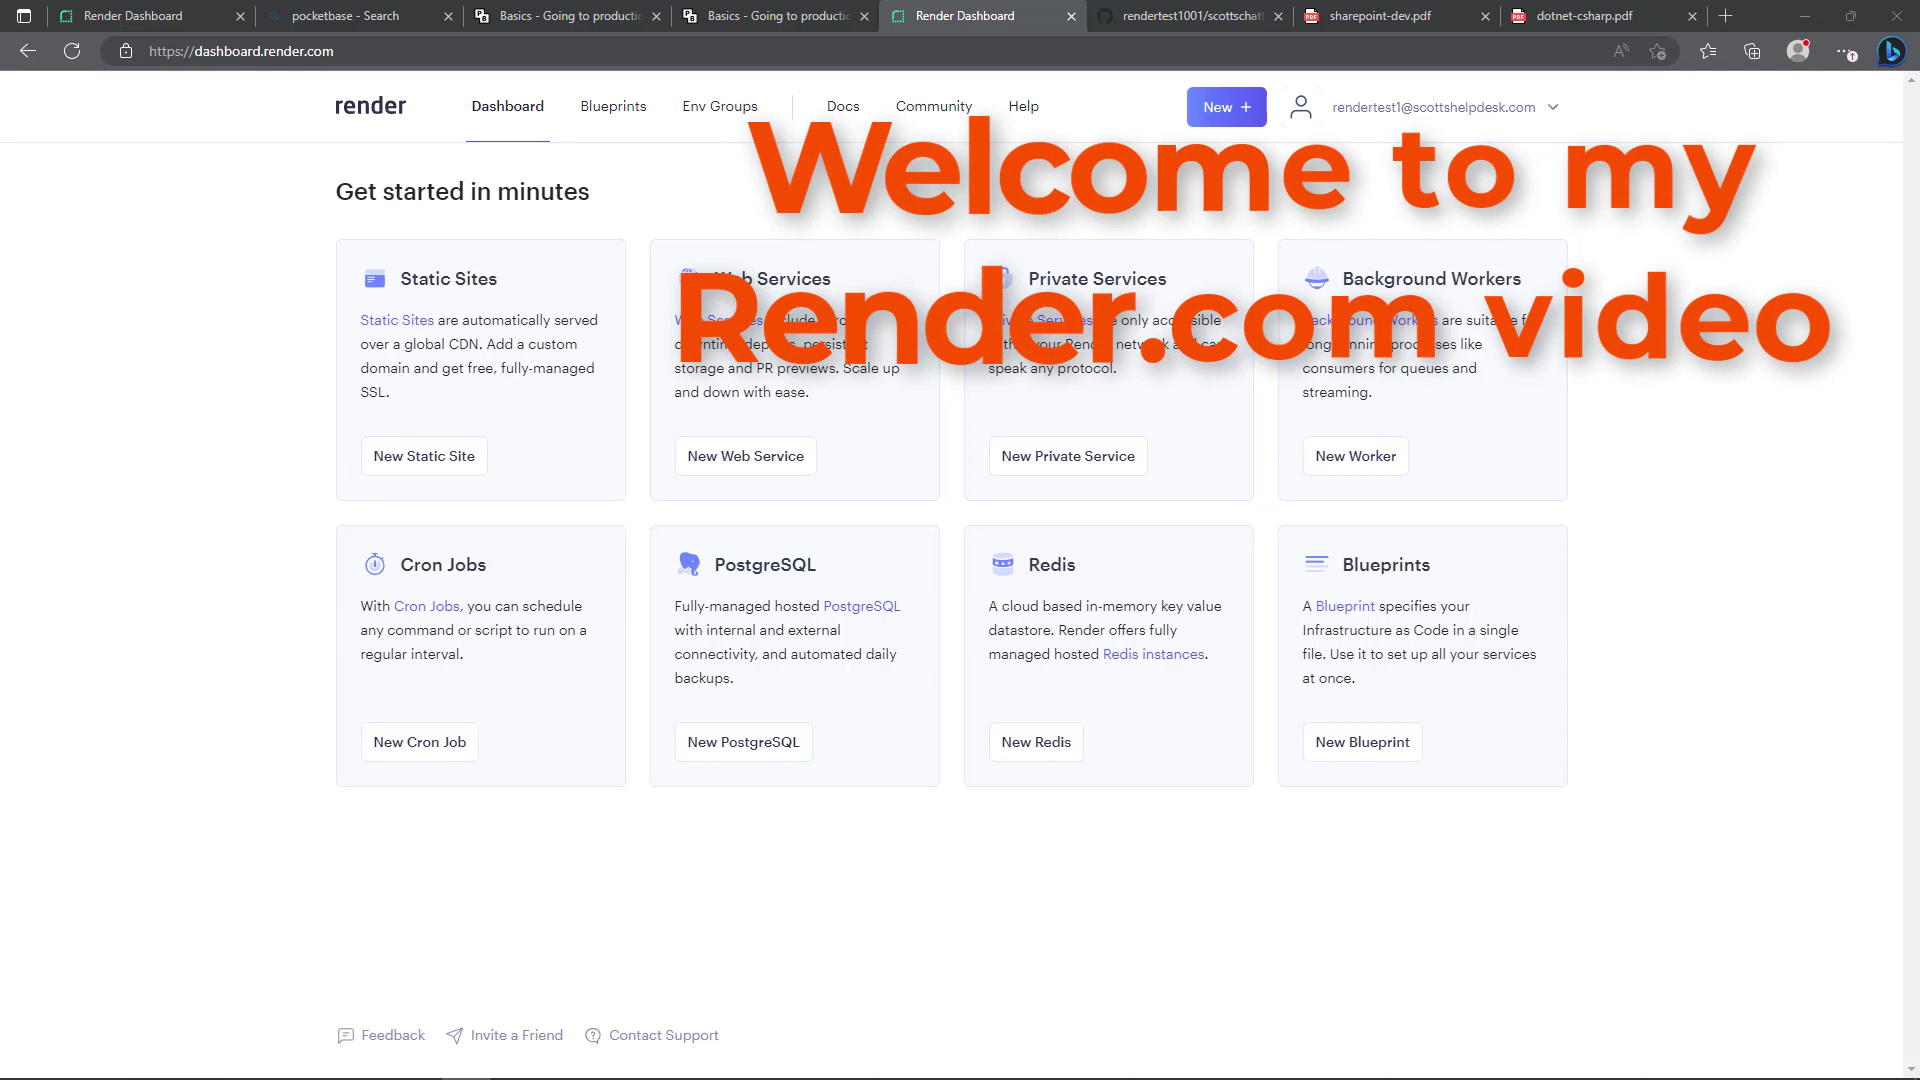 Render Dashboard
pocketbase - Search
Basics - Going to productic
Basics - Going to productic
Render Dashboard
rendertest1001/scottschat
sharepoint-dev.pdf
dotnet-csharp.pdf
https://dashboard.render.com
render
Dashboard
Blueprints
Env Groups
Docs
Community
Help
New +
rendertest1@scottshelpdesk.com
Welcome to my
Render.com video
Get started in minutes
Static Sites
Static Sites are automatically served
over a global CDN. Add a custom
domain and get free, fully-managed
SSL.
New Static Site
Services
storage and PR previews. Scale up
and down with ease.
New Web Service
Private Services
only
your
speak any protocol.
New Private Service
Background Workers
are
like
consumers for queues and
streaming.
New Worker
Cron Jobs
With Cron Jobs, you can schedule
any command or script to run on a
regular interval.
New Cron Job
PostgreSQL
Fully-managed hosted PostgreSQL
with internal and external
connectivity, and automated daily
backups.
New PostgreSQL
Redis
A cloud based in-memory key value
datastore. Render offers fully
managed hosted Redis instances.
New Redis
Blueprints
A Blueprint specifies your
Infrastructure as Code in a single
file. Use it to set up all your services
at once.
New Blueprint
Feedback
Invite a Friend
Contact Support